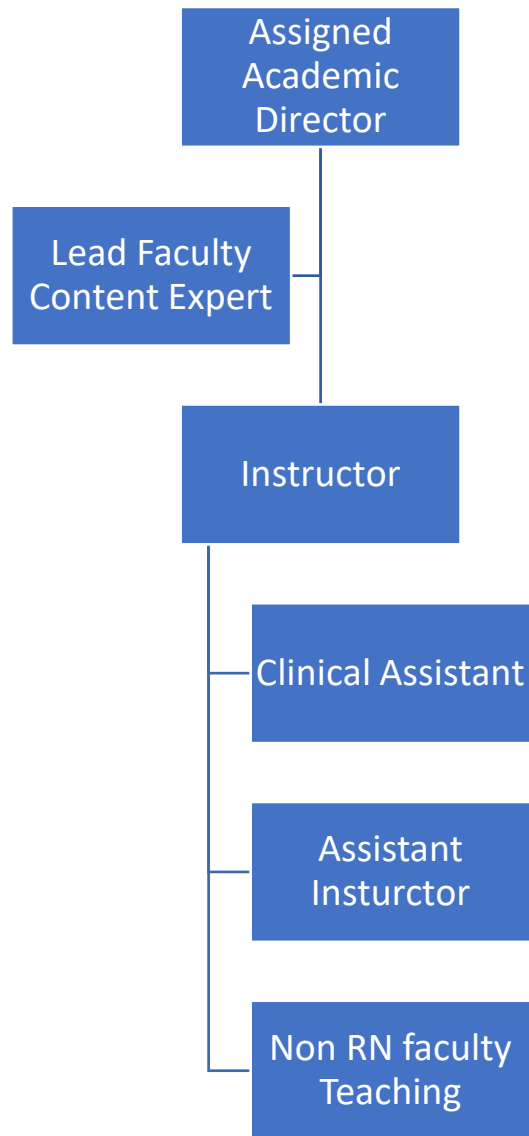 Assigned
Academic
Director
Lead Faculty
Content Expert
Instructor
Clinical Assistant
Assistant
Insturctor
Non RN faculty
Teaching